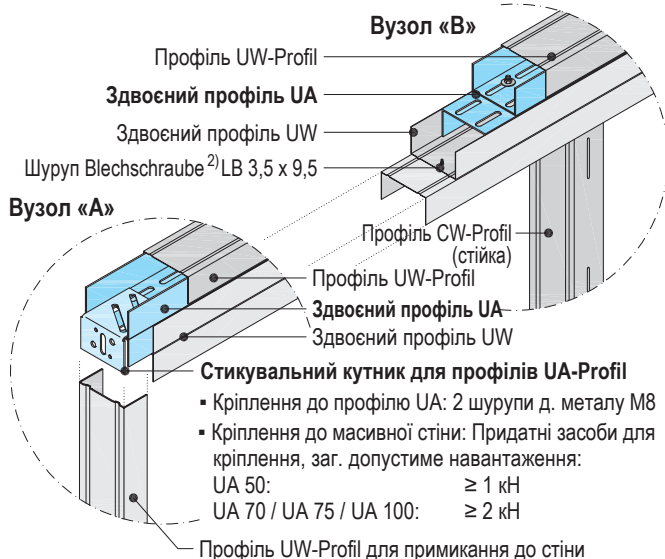 Вузол «В»
Профіль UW-Profil
Здвоєний профіль UA
Здвоєний профіль UW
Шуруп Blechschraube 2) LB 3,5 x 9,5
Вузол «А»
Профіль CW-Profil
(стійка)
Профіль UW-Profil
Здвоєний профіль UA
Здвоєний профіль UW
Стикувальний кутник для профілів UA-Profil
▪ Кріплення до профілю UA: 2 шурупи д. металу M8
▪ Кріплення до масивної стіни: Придатні засоби для
кріплення, заг. допустиме навантаження:
UA 50: ≥ 1 кН
UA 70 / UA 75 / UA 100: ≥ 2 кН
Профіль UW-Profil для примикання до стіни